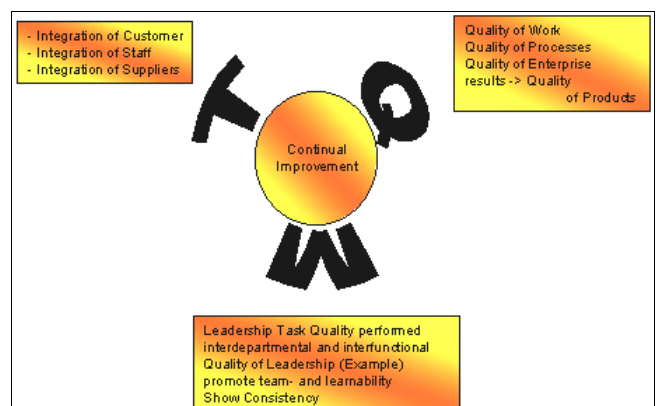 - Integration of Customer
- Integration of Staff
- Integration of Suppliers
Quality of Work
Quality of Processes
Quality of Enterprise
results -> Quality
of Products
T
Q
Continual
Improvement
M
Leadership Task Quality performed
interdepartmental and interfunctional
Quality of Leadership (Example)
promote team- and learnability
Show Consistency